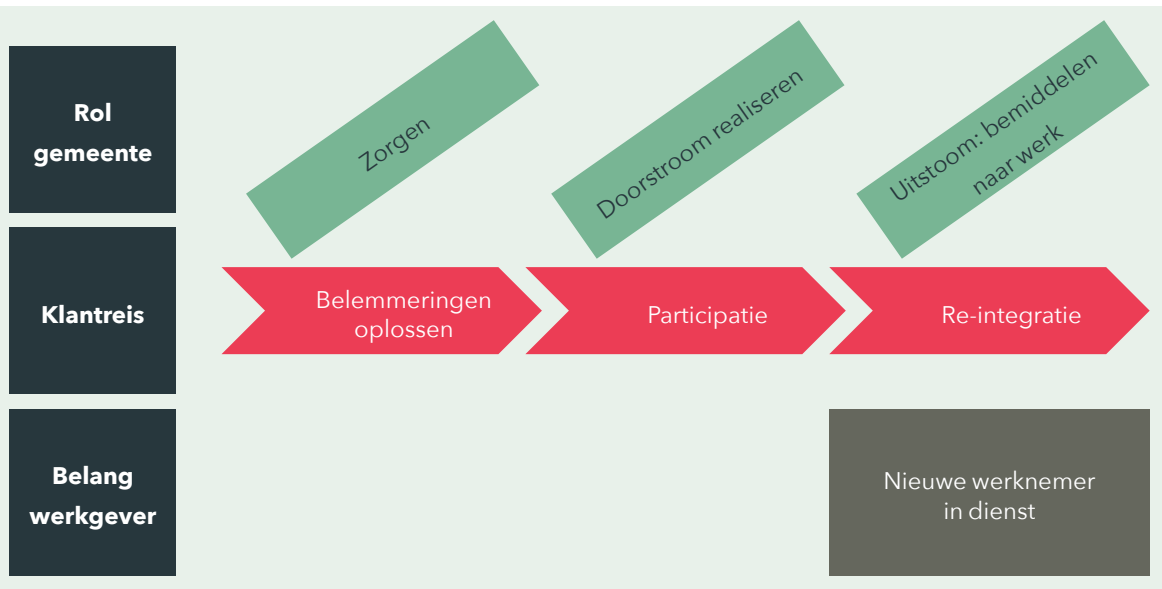 Rol
gemeente
Zorgen
Doorstroom realiseren
Uitstoom: bemiddelen
naar werk
Klantreis
Belemmeringen
oplossen
Participatie
Re-integratie
Belang
werkgever
Nieuwe werknemer
in dienst